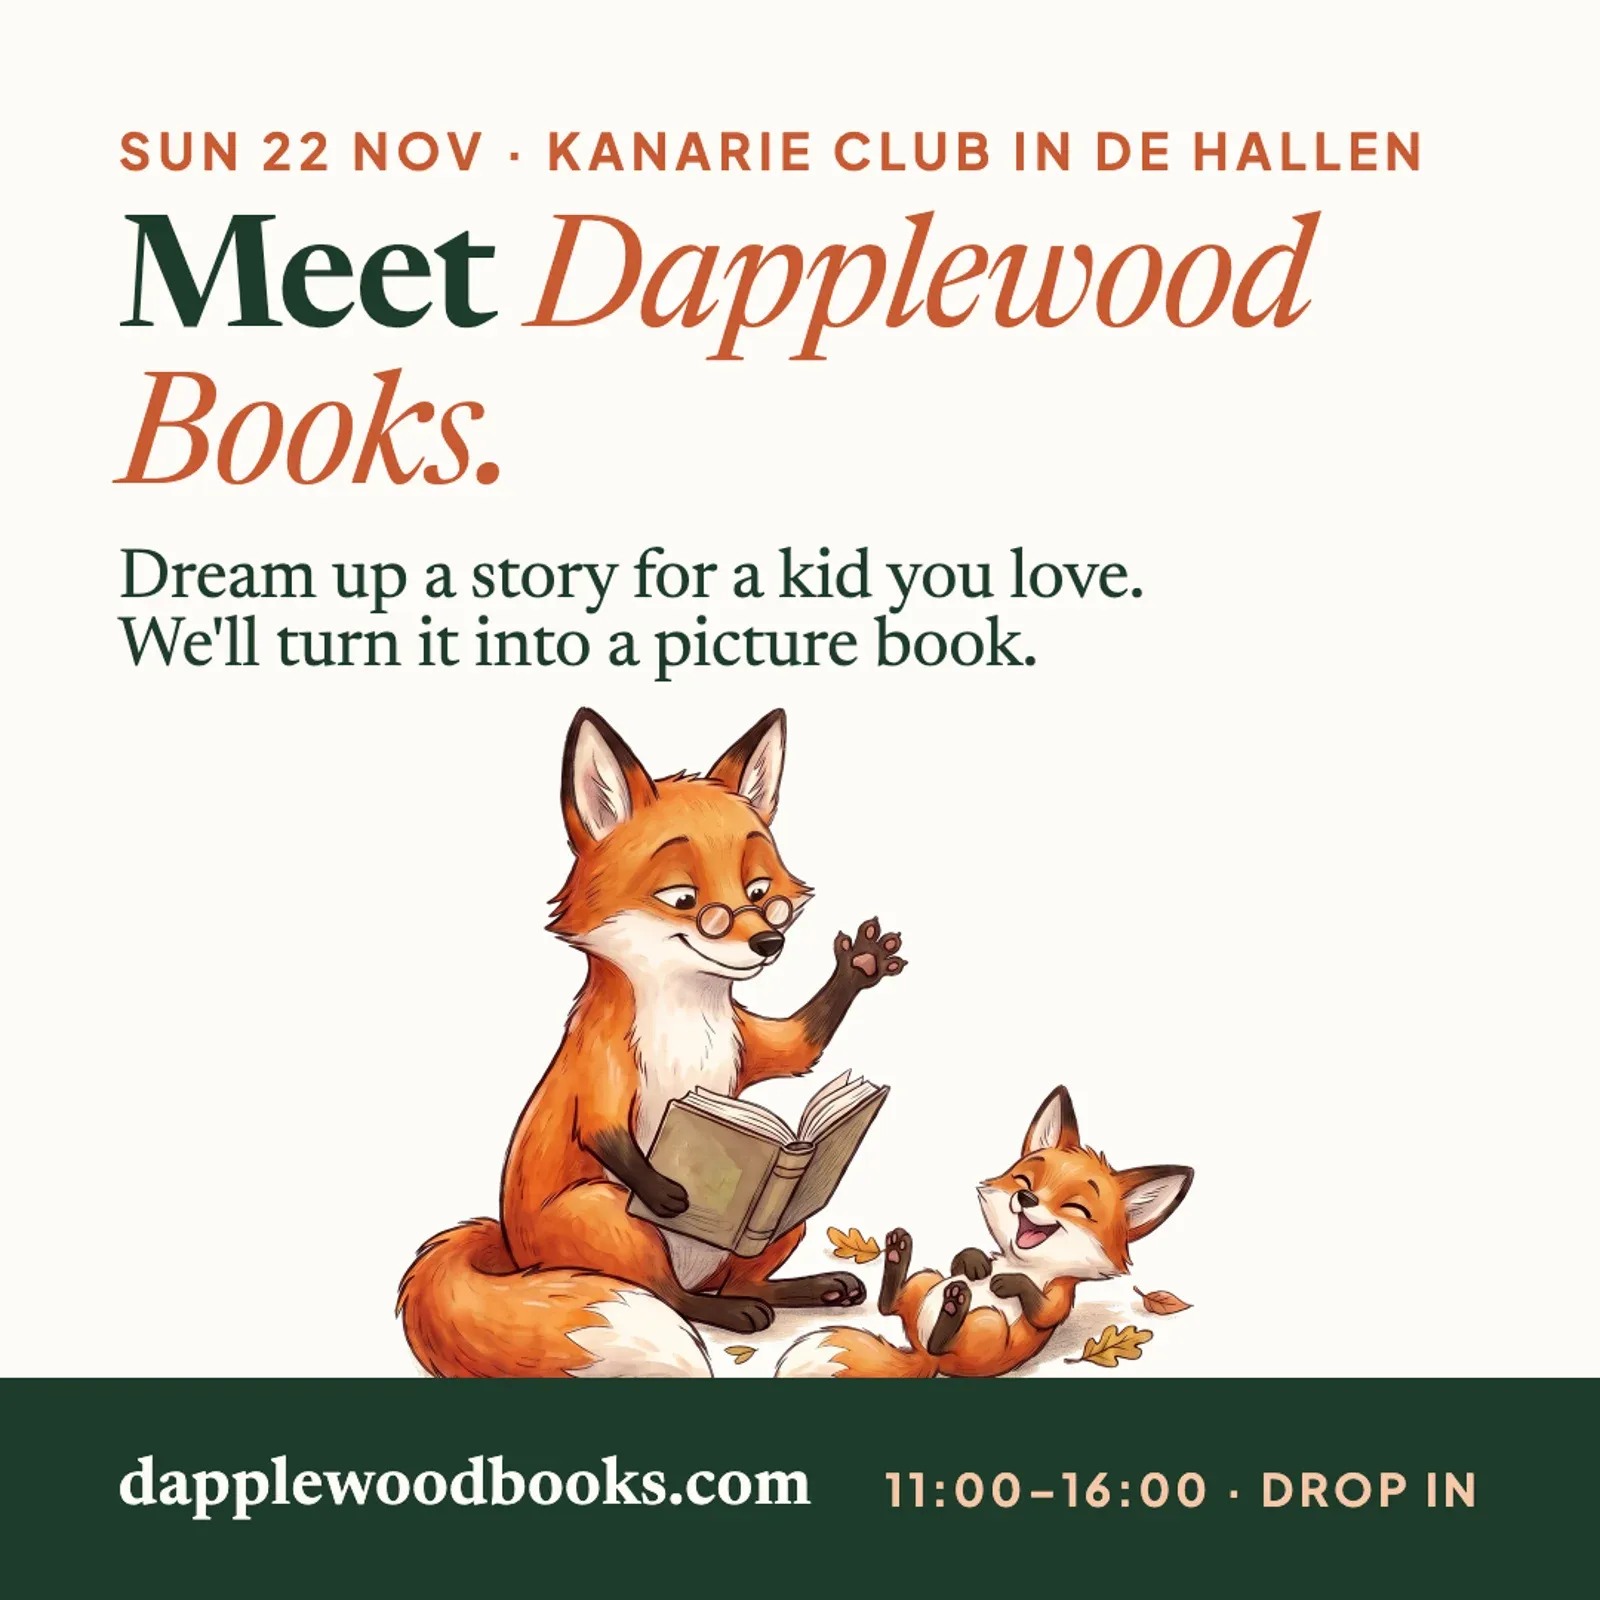 SUN 22 NOV · KANARIE CLUB IN DE HALLEN
Meet Dapplewood
Books.
Dream up a story for a kid you love.
We'll turn it into a picture book.
dapplewoodbooks.com
11:00–16:00 · DROP IN